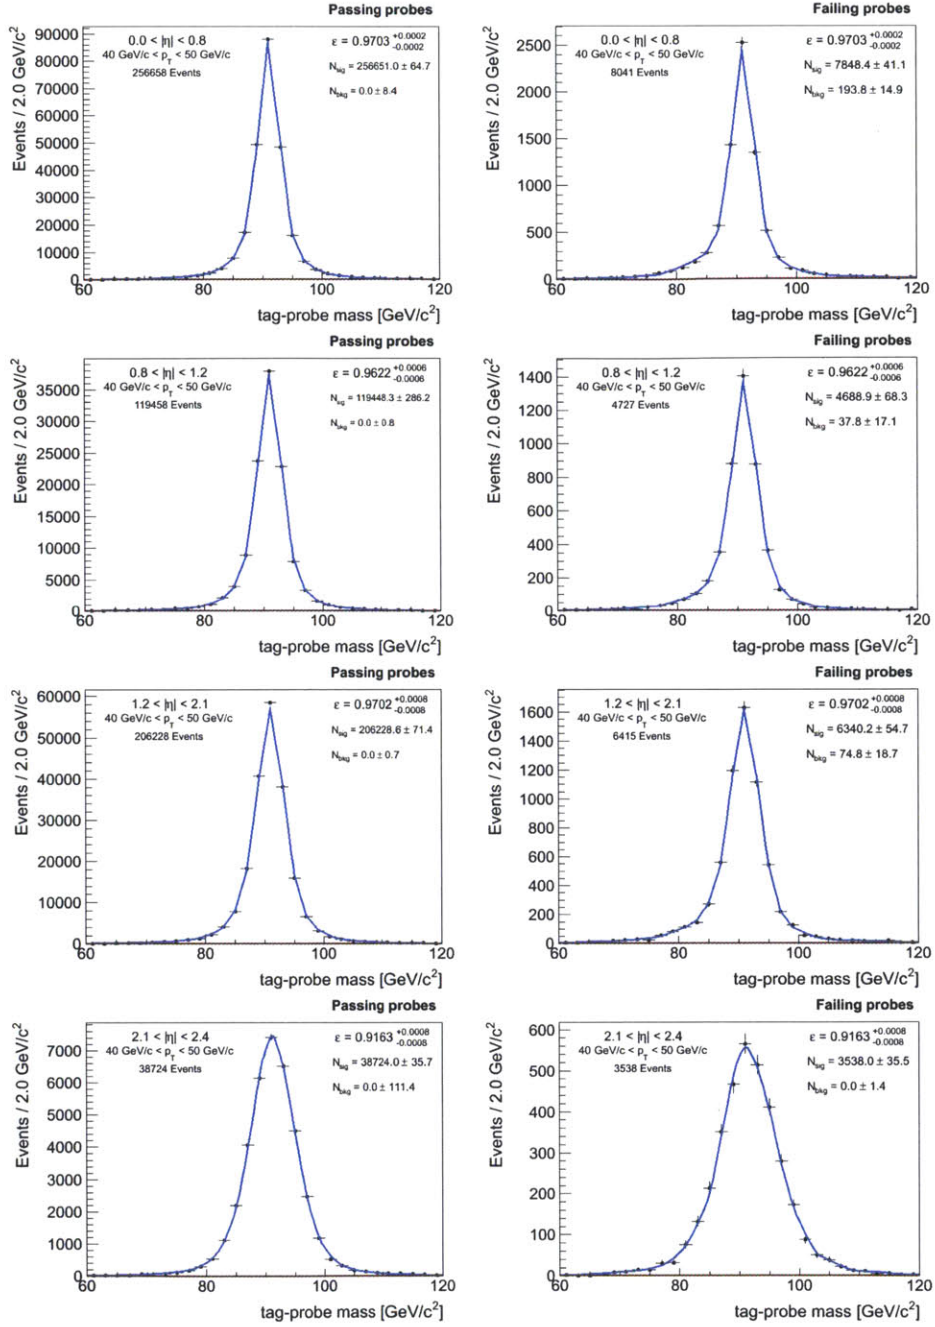 Passing probes
Events / 2.0 GeV/c²
90000
80000
70000
60000
50000
40000
30000
20000
10000
0
0.0 < |η| < 0.8
40 GeV/c < p_T < 50 GeV/c
256658 Events
ε = 0.9703 +0.0002 -0.0002
N_sig = 256651.0 ± 64.7
N_bkg = 0.0 ± 8.4
60 80 100 120
tag-probe mass [GeV/c²]
Failing probes
Events / 2.0 GeV/c²
2500
2000
1500
1000
500
0
0.0 < |η| < 0.8
40 GeV/c < p_T < 50 GeV/c
8041 Events
ε = 0.9703 +0.0002 -0.0002
N_sig = 7848.4 ± 41.1
N_bkg = 193.8 ± 14.9
60 80 100 120
tag-probe mass [GeV/c²]
Passing probes
Events / 2.0 GeV/c²
35000
30000
25000
20000
15000
10000
5000
0
0.8 < |η| < 1.2
40 GeV/c < p_T < 50 GeV/c
119458 Events
ε = 0.9622 +0.0006 -0.0006
N_sig = 119448.3 ± 286.2
N_bkg = 0.0 ± 0.8
60 80 100 120
tag-probe mass [GeV/c²]
Failing probes
Events / 2.0 GeV/c²
1400
1200
1000
800
600
400
200
0
0.8 < |η| < 1.2
40 GeV/c < p_T < 50 GeV/c
4727 Events
ε = 0.9622 +0.0006 -0.0006
N_sig = 4688.9 ± 68.3
N_bkg = 37.8 ± 17.1
60 80 100 120
tag-probe mass [GeV/c²]
Passing probes
Events / 2.0 GeV/c²
60000
50000
40000
30000
20000
10000
0
1.2 < |η| < 2.1
40 GeV/c < p_T < 50 GeV/c
206228 Events
ε = 0.9702 +0.0008 -0.0008
N_sig = 206228.6 ± 71.4
N_bkg = 0.0 ± 0.7
60 80 100 120
tag-probe mass [GeV/c²]
Failing probes
Events / 2.0 GeV/c²
1600
1400
1200
1000
800
600
400
200
0
1.2 < |η| < 2.1
40 GeV/c < p_T < 50 GeV/c
6415 Events
ε = 0.9702 +0.0008 -0.0008
N_sig = 6340.2 ± 54.7
N_bkg = 74.8 ± 18.7
60 80 100 120
tag-probe mass [GeV/c²]
Passing probes
Events / 2.0 GeV/c²
7000
6000
5000
4000
3000
2000
1000
0
2.1 < |η| < 2.4
40 GeV/c < p_T < 50 GeV/c
38724 Events
ε = 0.9163 +0.0008 -0.0008
N_sig = 38724.0 ± 35.7
N_bkg = 0.0 ± 111.4
60 80 100 120
tag-probe mass [GeV/c²]
Failing probes
Events / 2.0 GeV/c²
600
500
400
300
200
100
0
2.1 < |η| < 2.4
40 GeV/c < p_T < 50 GeV/c
3538 Events
ε = 0.9163 +0.0008 -0.0008
N_sig = 3538.0 ± 35.5
N_bkg = 0.0 ± 1.4
60 80 100 120
tag-probe mass [GeV/c²]